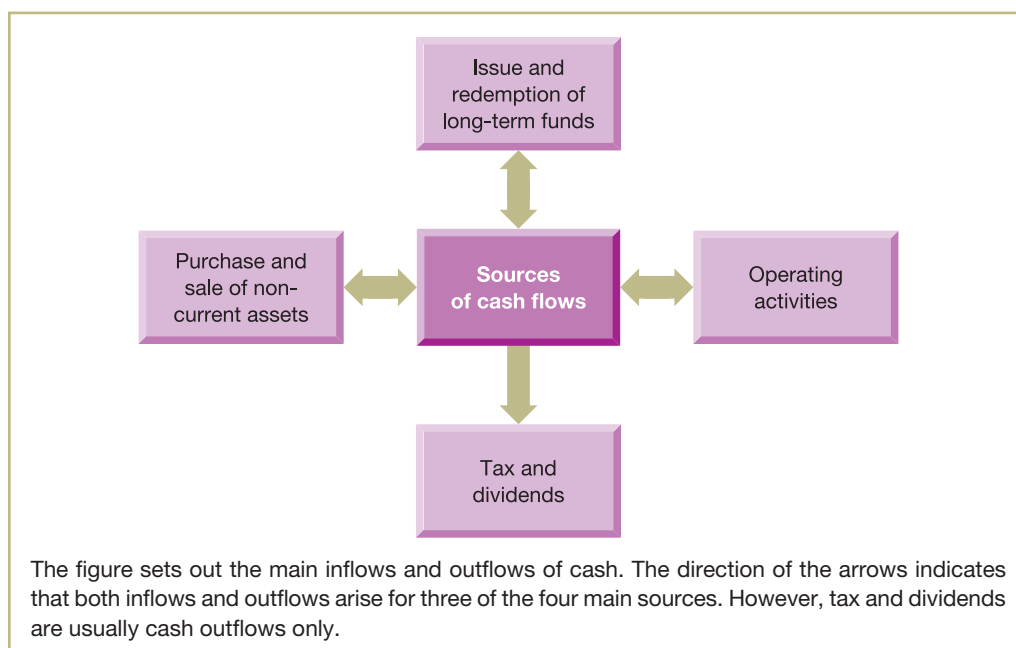 Issue and
redemption of
long-term funds
Purchase and
sale of non-
current assets
Sources
of cash flows
Operating
activities
Tax and
dividends
The figure sets out the main inflows and outflows of cash. The direction of the arrows indicates
that both inflows and outflows arise for three of the four main sources. However, tax and dividends
are usually cash outflows only.